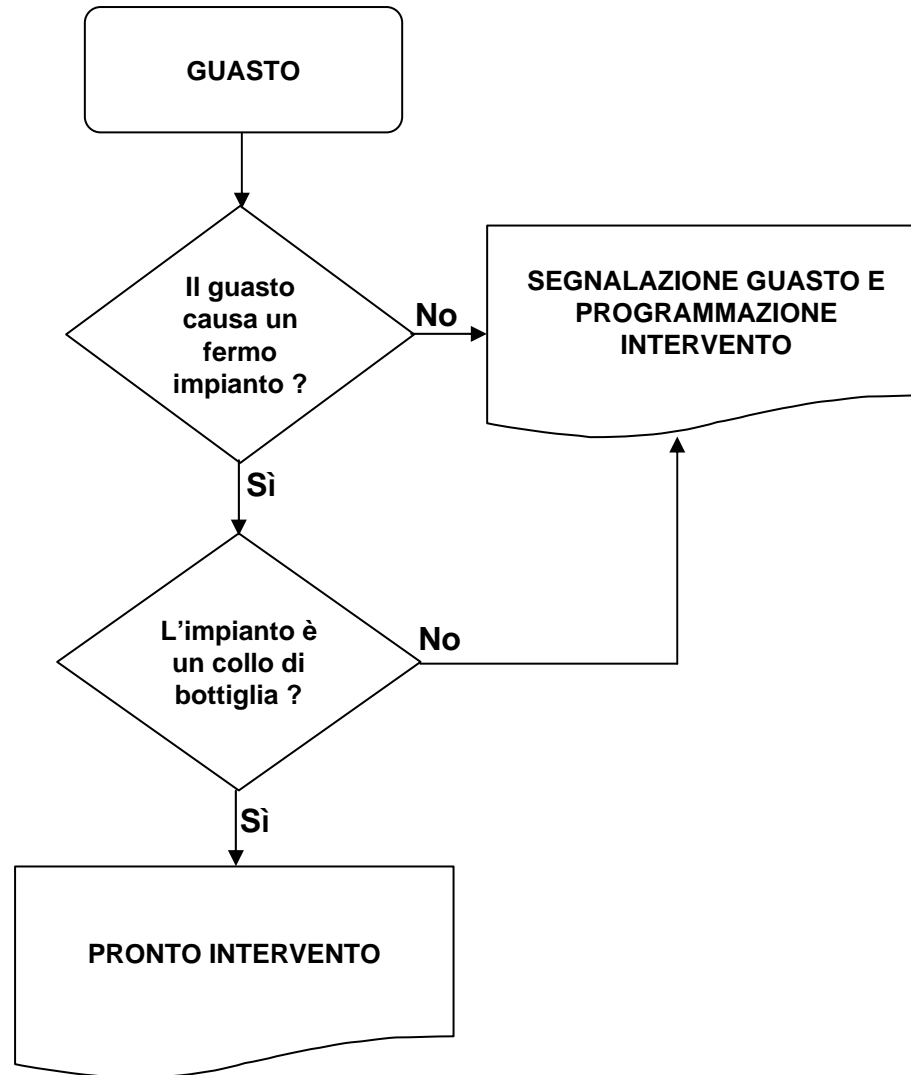 GUASTO
Il guasto
causa un
fermo
impianto ?
No
SEGNALAZIONE GUASTO E
PROGRAMMAZIONE
INTERVENTO
Sì
L'impianto è
un collo di
bottiglia ?
No
Sì
PRONTO INTERVENTO